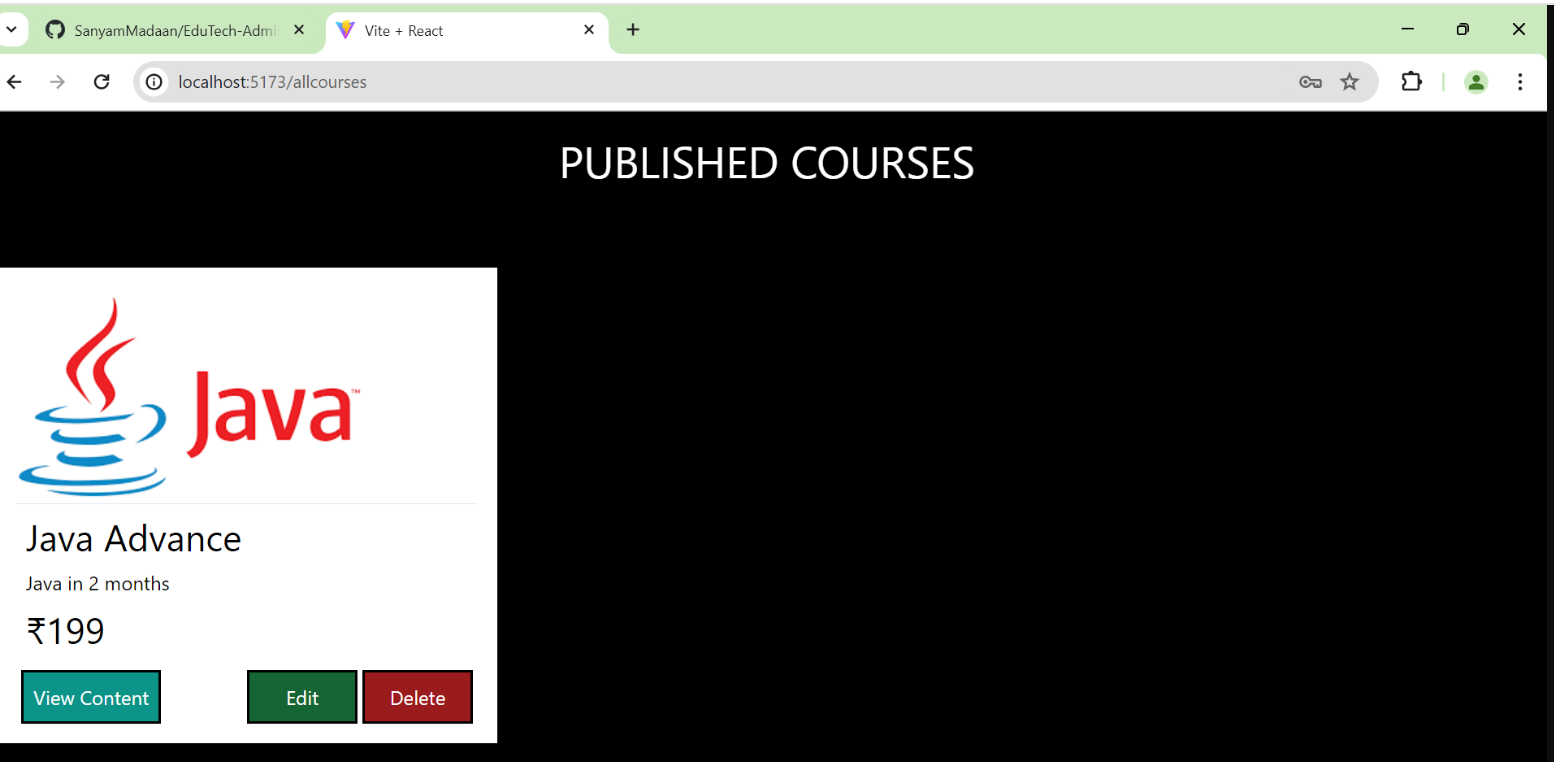 SanyamMadaan/EduTech-Admi
Vite + React
localhost:5173/allcourses
PUBLISHED COURSES
Java™
Java Advance
Java in 2 months
₹199
View Content Edit Delete